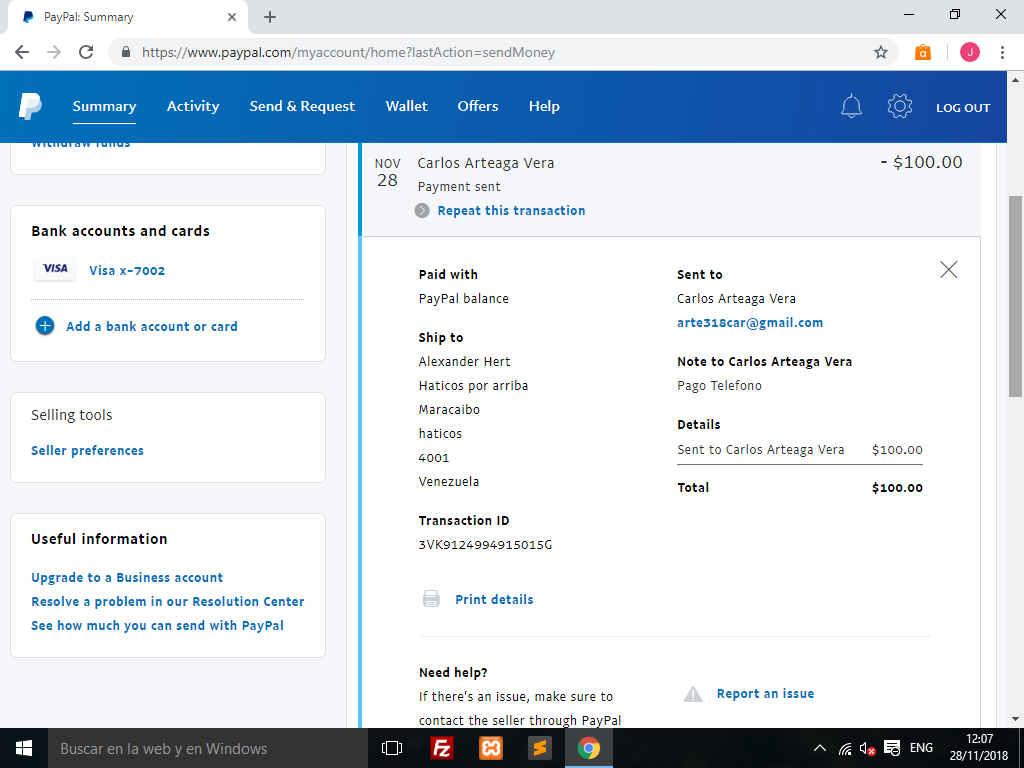 PayPal: Summary
https://www.paypal.com/myaccount/home?lastAction=sendMoney
a
J
Summary
Activity
Send & Request
Wallet
Offers
Help
LOG OUT
Withdraw funds
Bank accounts and cards
VISA
Visa x-7002
Add a bank account or card
Selling tools
Seller preferences
Useful information
Upgrade to a Business account
Resolve a problem in our Resolution Center
See how much you can send with PayPal
NOV
28
Carlos Arteaga Vera
- $100.00
Payment sent
Repeat this transaction
Paid with
PayPal balance
Ship to
Alexander Hert
Haticos por arriba
Maracaibo
haticos
4001
Venezuela
Transaction ID
3VK9124994915015G
Print details
Sent to
Carlos Arteaga Vera
arte318car@gmail.com
Note to Carlos Arteaga Vera
Pago Telefono
Details
Sent to Carlos Arteaga Vera $100.00
Total $100.00
Need help?
If there's an issue, make sure to
contact the seller through PayPal
Report an issue
Buscar en la web y en Windows
Fz
ENG
12:07
28/11/2018